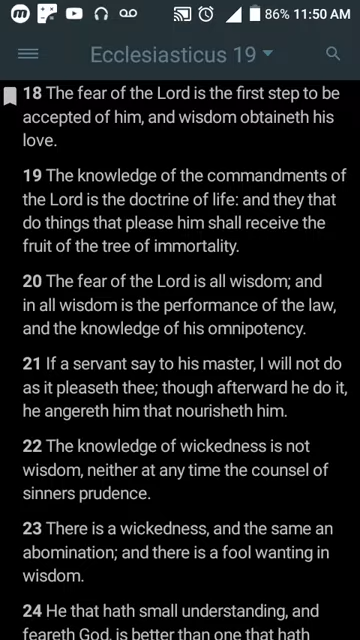 86% 11:50 AM
Ecclesiasticus 19
18 The fear of the Lord is the first step to be
accepted of him, and wisdom obtaineth his
love.
19 The knowledge of the commandments of
the Lord is the doctrine of life: and they that
do things that please him shall receive the
fruit of the tree of immortality.
20 The fear of the Lord is all wisdom; and
in all wisdom is the performance of the law,
and the knowledge of his omnipotency.
21 If a servant say to his master, I will not do
as it pleaseth thee; though afterward he do it,
he angereth him that nourisheth him.
22 The knowledge of wickedness is not
wisdom, neither at any time the counsel of
sinners prudence.
23 There is a wickedness, and the same an
abomination; and there is a fool wanting in
wisdom.
24 He that hath small understanding, and
feareth God, is better than one that hath